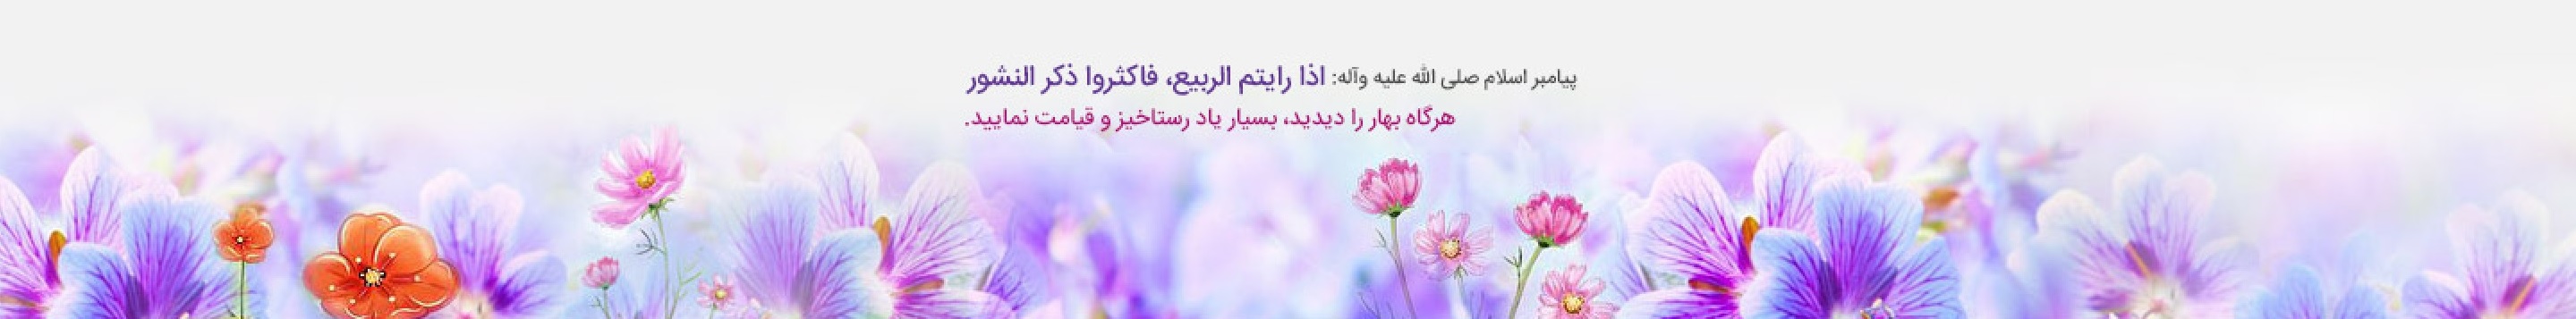 پیامبر اسلام صلی الله علیه وآله: اذا رایتم الربیع، فاکثروا ذکر النشور
هرگاه بهار را دیدید، بسیار یاد رستاخیز و قیامت نمایید.